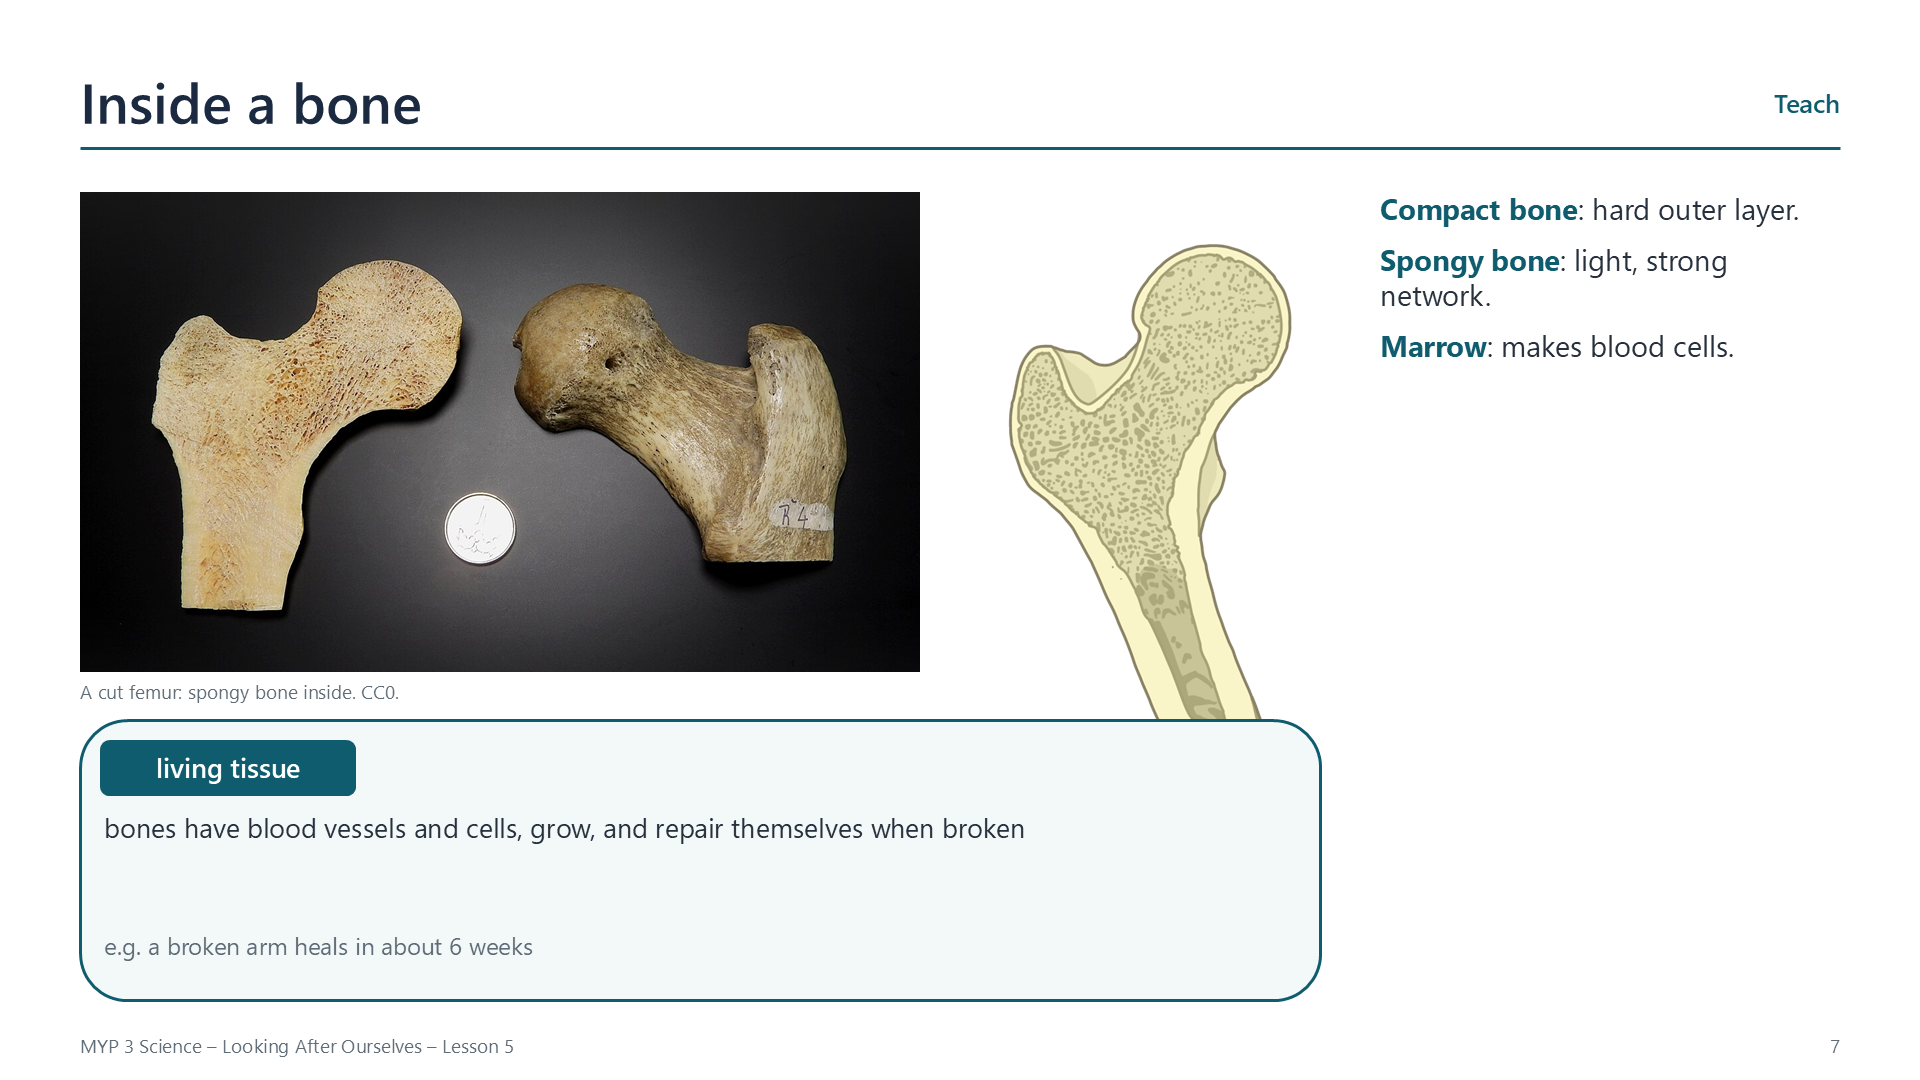 Inside a bone
Teach
Compact bone: hard outer layer.
Spongy bone: light, strong
network.
Marrow: makes blood cells.
R 4
A cut femur: spongy bone inside. CC0.
living tissue
bones have blood vessels and cells, grow, and repair themselves when broken
e.g. a broken arm heals in about 6 weeks
MYP 3 Science – Looking After Ourselves – Lesson 5
7